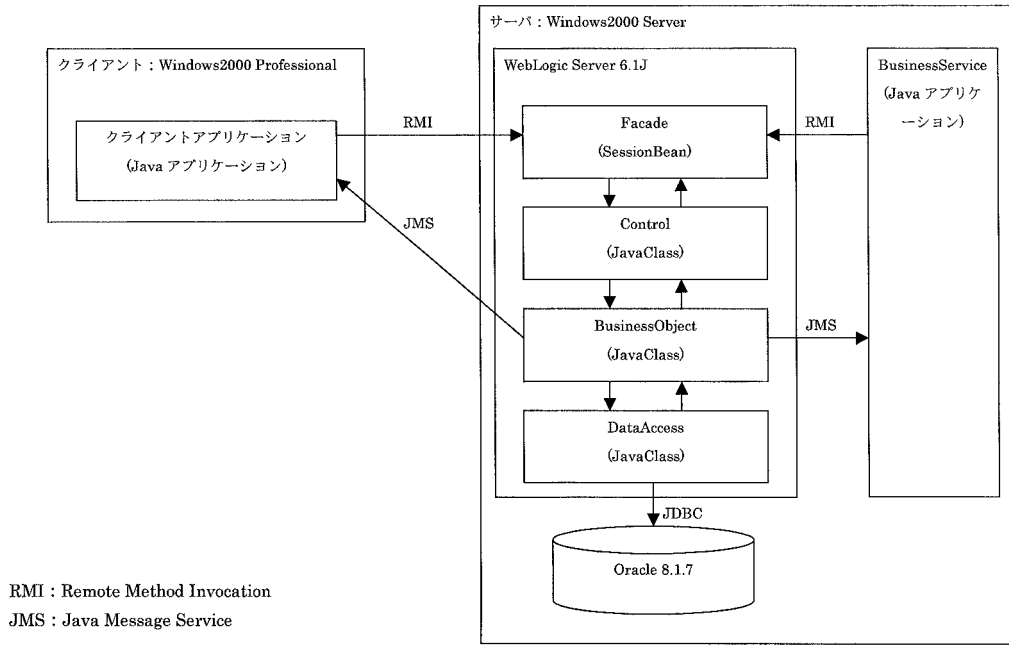 サーバ：Windows2000 Server
クライアント：Windows2000 Professional
クライアントアプリケーション
(Java アプリケーション)
RMI
JMS
WebLogic Server 6.1J
Facade
(SessionBean)
Control
(JavaClass)
BusinessObject
(JavaClass)
DataAccess
(JavaClass)
RMI
JMS
BusinessService
(Java アプリケ
ーション)
JDBC
Oracle 8.1.7
RMI：Remote Method Invocation
JMS：Java Message Service